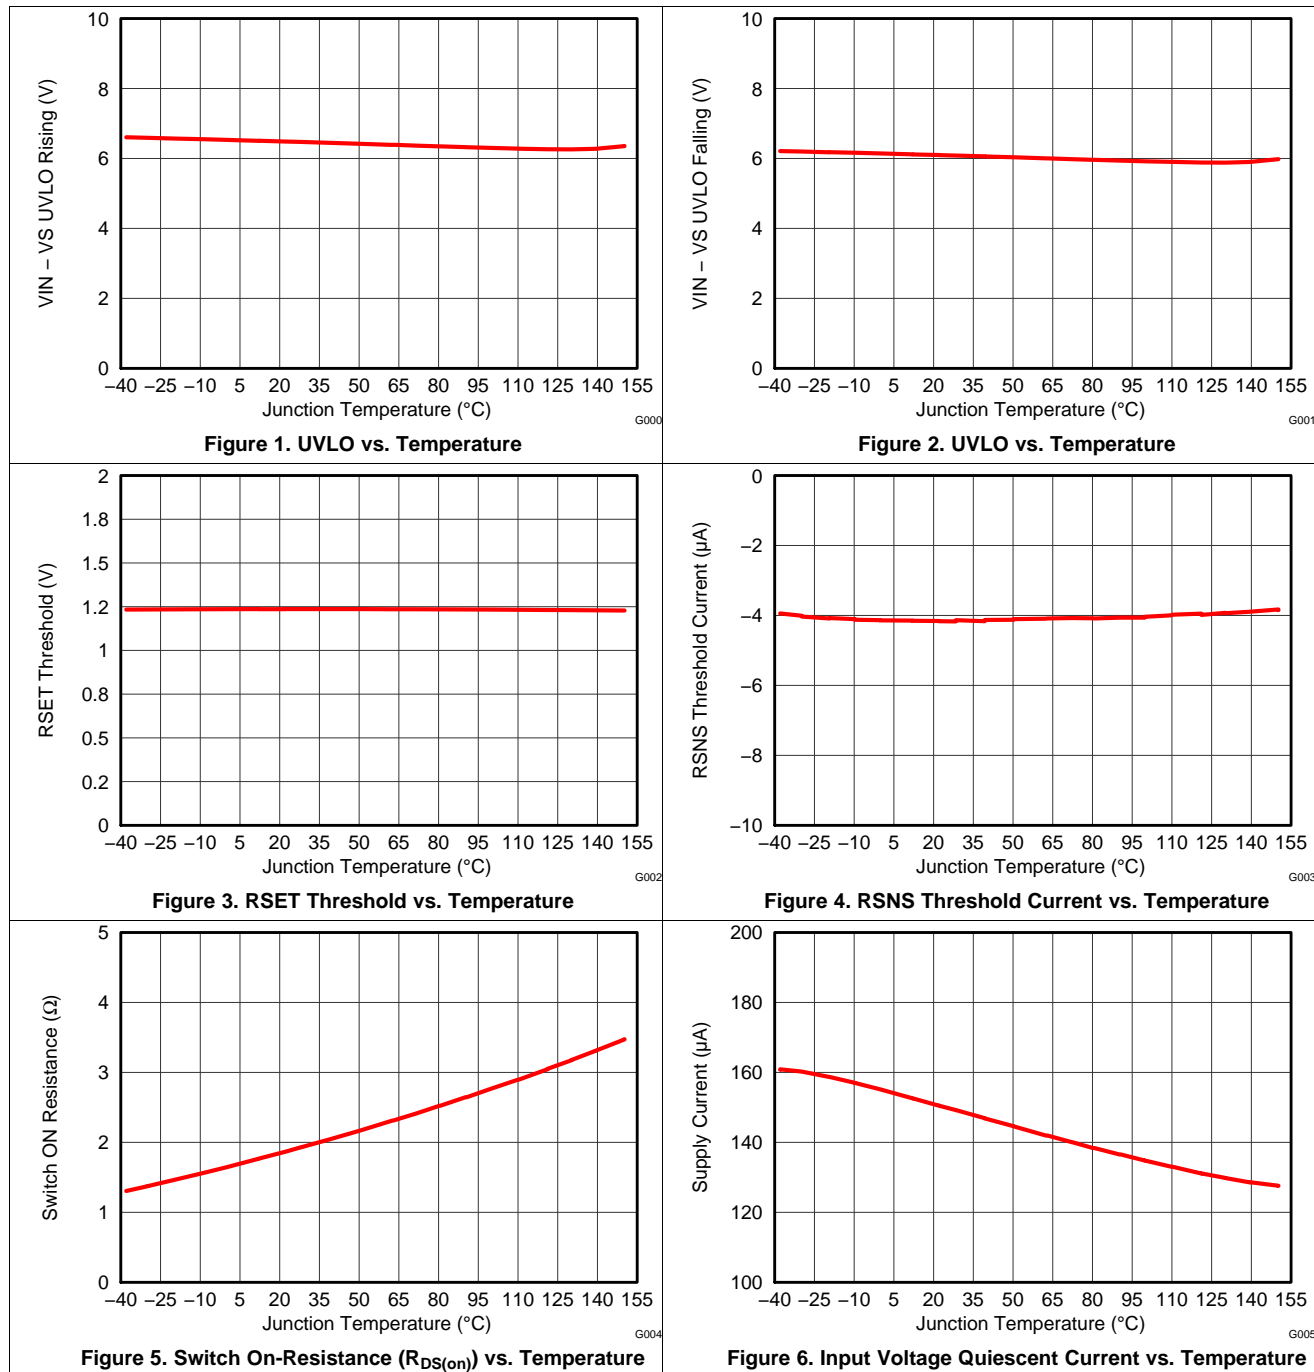 10
8
6
4
2
0
VIN – VS UVLO Rising (V)
–40 –25 –10 5 20 35 50 65 80 95 110 125 140 155
Junction Temperature (°C)
G000
Figure 1. UVLO vs. Temperature
10
8
6
4
2
0
VIN – VS UVLO Falling (V)
–40 –25 –10 5 20 35 50 65 80 95 110 125 140 155
Junction Temperature (°C)
G001
Figure 2. UVLO vs. Temperature
2
1.8
1.5
1.2
1
0.8
0.5
0.2
0
RSET Threshold (V)
–40 –25 –10 5 20 35 50 65 80 95 110 125 140 155
Junction Temperature (°C)
G002
Figure 3. RSET Threshold vs. Temperature
0
–2
–4
–6
–8
–10
RSNS Threshold Current (µA)
–40 –25 –10 5 20 35 50 65 80 95 110 125 140 155
Junction Temperature (°C)
G003
Figure 4. RSNS Threshold Current vs. Temperature
5
4
3
2
1
0
Switch ON Resistance (Ω)
–40 –25 –10 5 20 35 50 65 80 95 110 125 140 155
Junction Temperature (°C)
G004
Figure 5. Switch On-Resistance (RDS(on)) vs. Temperature
200
180
160
140
120
100
Supply Current (µA)
–40 –25 –10 5 20 35 50 65 80 95 110 125 140 155
Junction Temperature (°C)
G005
Figure 6. Input Voltage Quiescent Current vs. Temperature